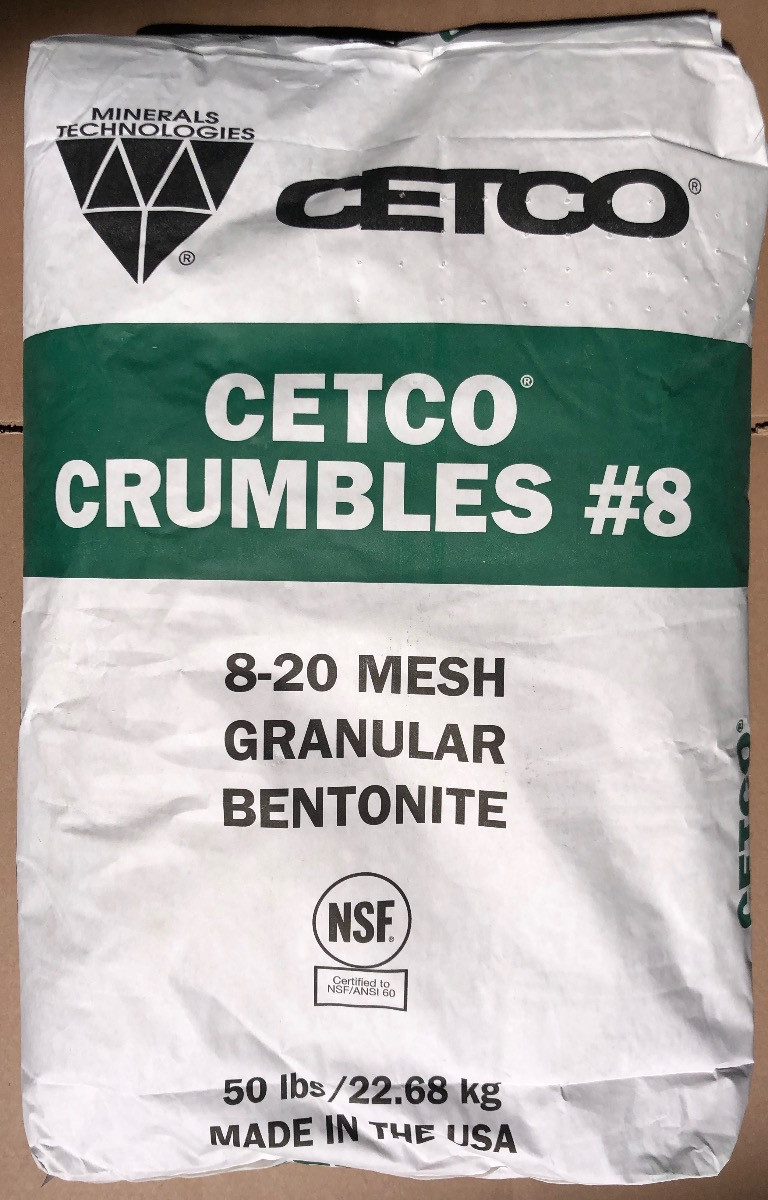 MINERALS
TECHNOLOGIES
®
CETCO®
CETCO®
CRUMBLES #8
8-20 MESH
GRANULAR
BENTONITE
NSF®
Certified to
NSF/ANSI 60
50 lbs/22.68 kg
MADE IN THE USA
CETCO®